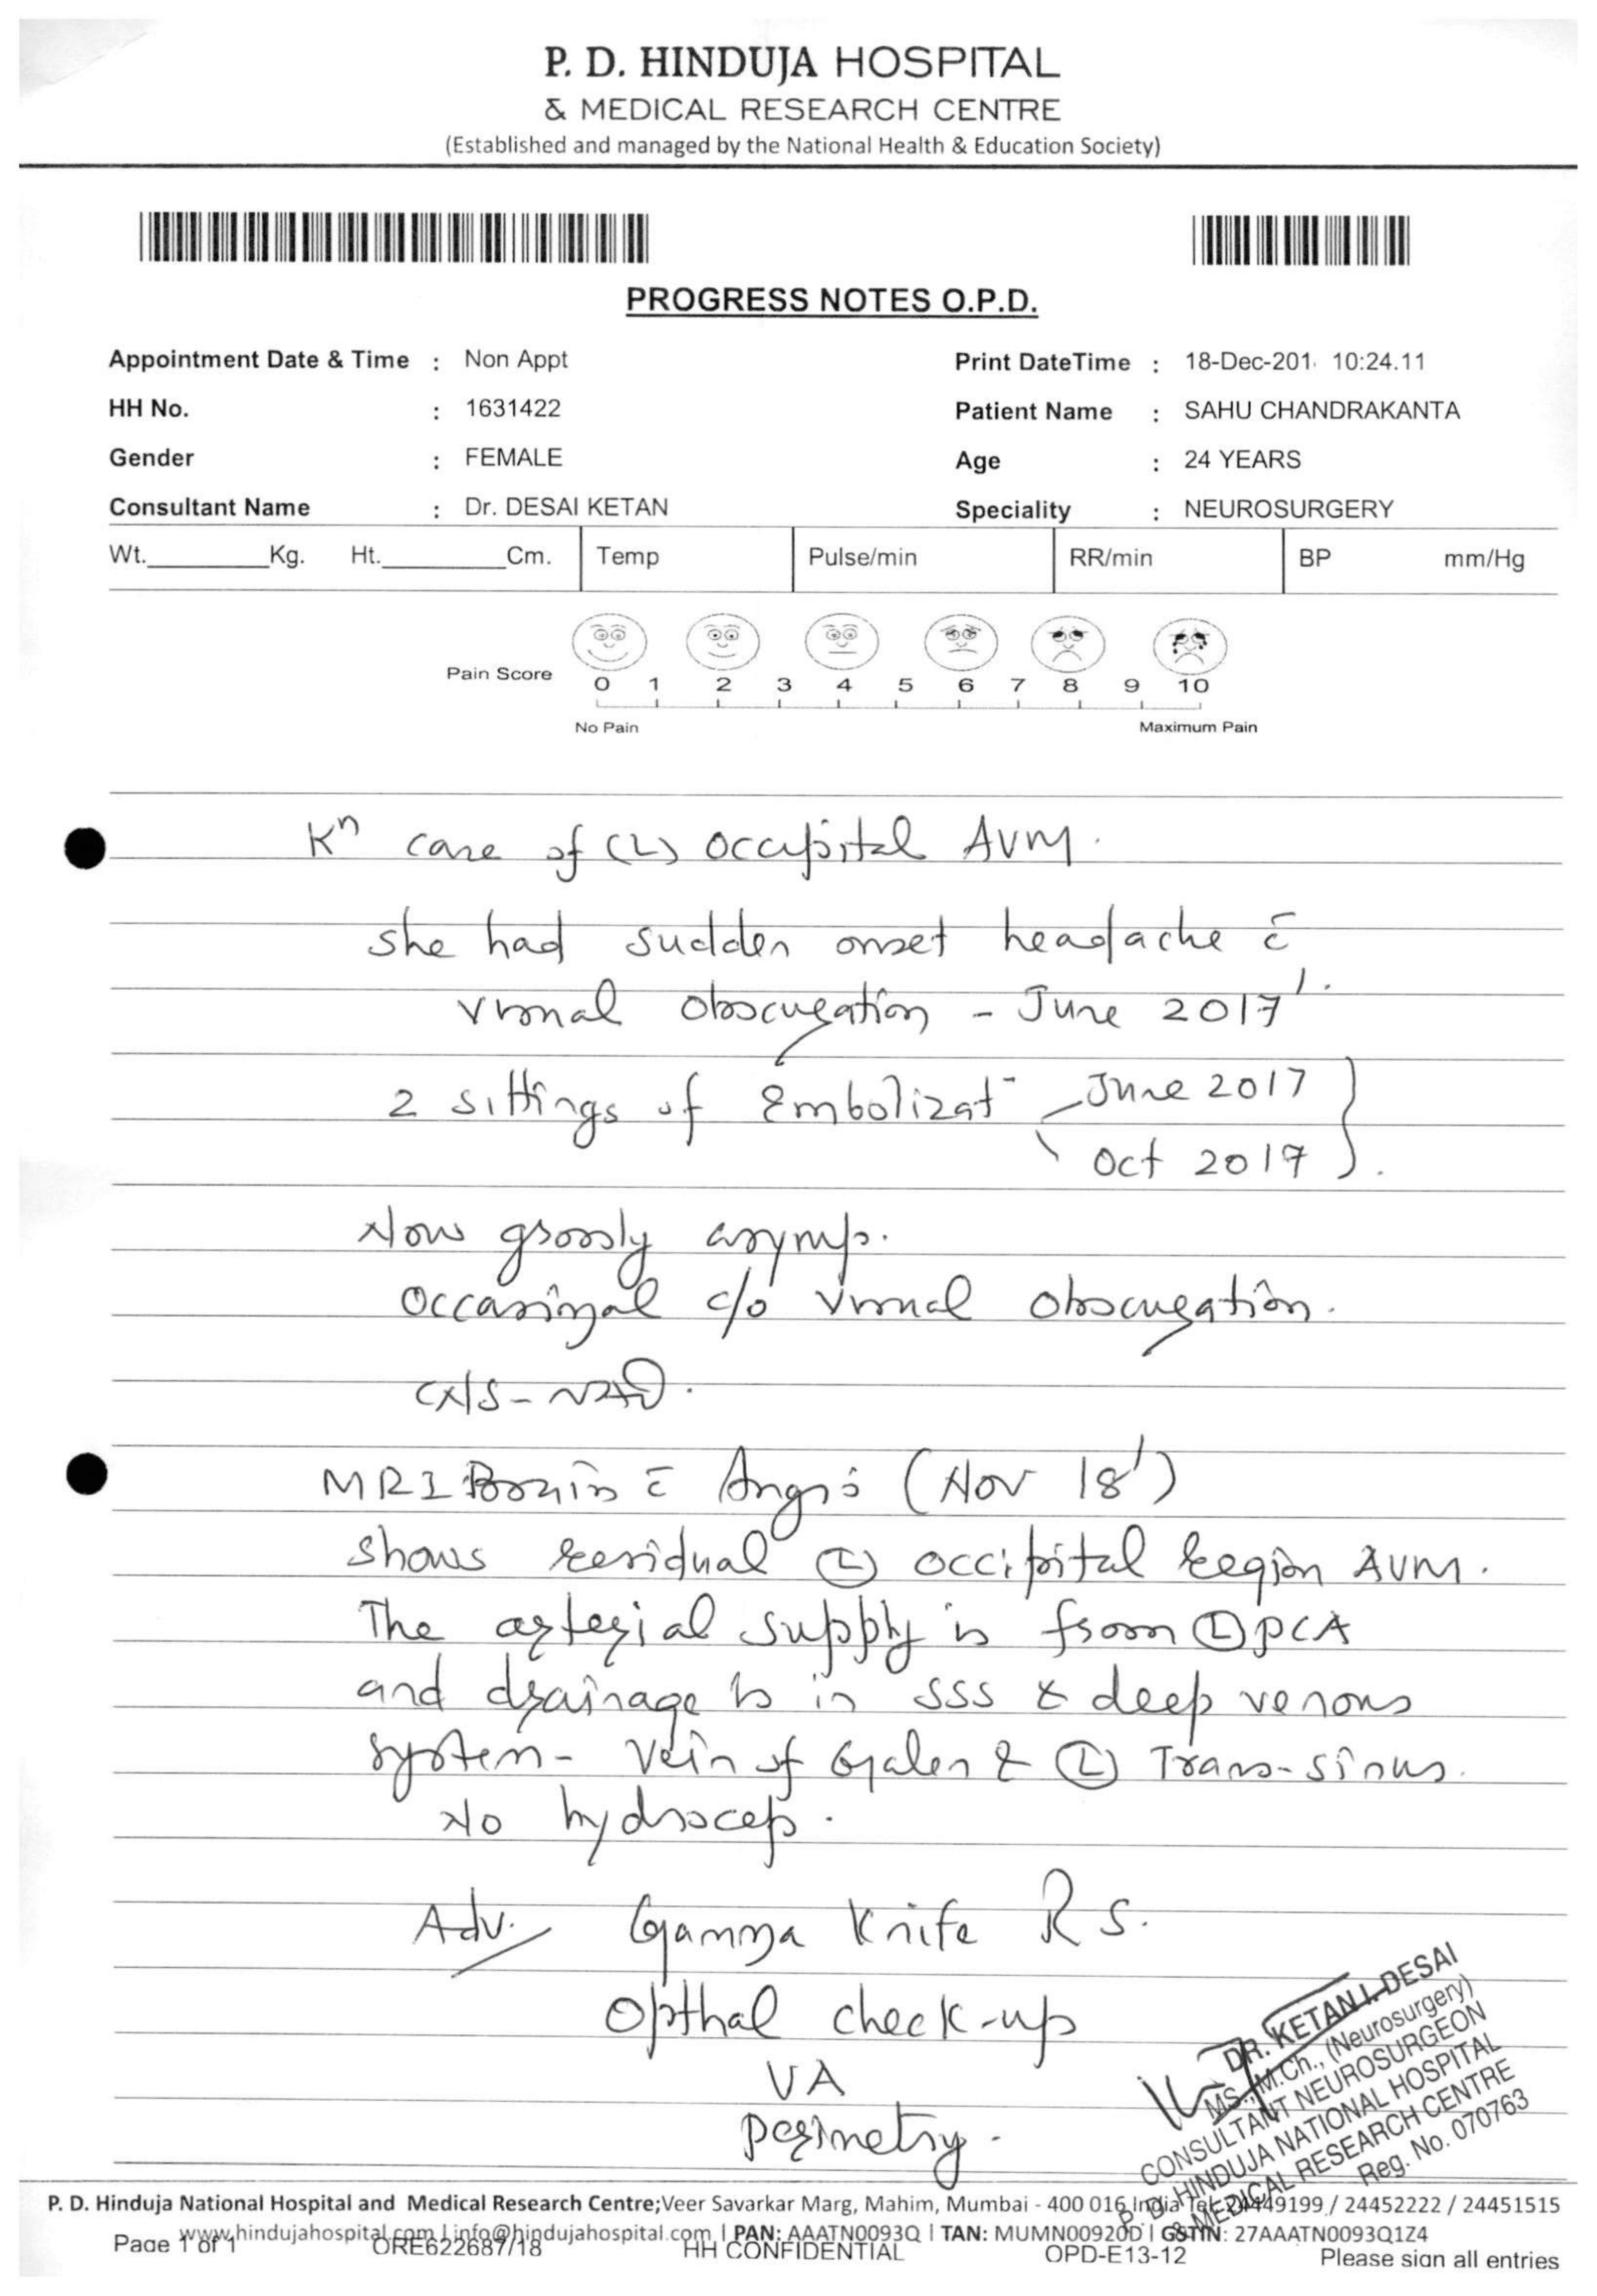 P. D. HINDUJA HOSPITAL
& MEDICAL RESEARCH CENTRE
(Established and managed by the National Health & Education Society)
PROGRESS NOTES O.P.D.
Appointment Date & Time : Non Appt Print DateTime : 18-Dec-201 10:24.11
HH No. : 1631422 Patient Name : SAHU CHANDRAKANTA
Gender : FEMALE Age : 24 YEARS
Consultant Name : Dr. DESAI KETAN Speciality : NEUROSURGERY
Wt. Kg. Ht. Cm. Temp Pulse/min RR/min BP mm/Hg
Pain Score 0 1 2 3 4 5 6 7 8 9 10
No Pain Maximum Pain
Kⁿ case of (L) occipital AVM.
she had sudden onset headache c̄
visual obscuration - June 2017'.
2 sittings of Embolizat⁻ June 2017
Oct 2017
Now grossly asymp.
occasional c/o visual obscuration.
NAD.
MRI Brain c̄ Angio (Nov 18')
shows residual (L) occipital region AVM.
The arterial supply is from (L) PCA
and drainage is in SSS & deep venous
system - Vein of Galen & (L) Trans-sinus.
No hydrocep.
Adv. Gamma Knife R S.
Opthal check-up
VA
perimetry.
DR. KETAN I. DESAI
MS., M.Ch., (Neurosurgery)
CONSULTANT NEUROSURGEON
P. D. HINDUJA NATIONAL HOSPITAL
& MEDICAL RESEARCH CENTRE
Reg. No. 070763
P. D. Hinduja National Hospital and Medical Research Centre;Veer Savarkar Marg, Mahim, Mumbai - 400 016 India Tel: 24449199 / 24452222 / 24451515
www.hindujahospital.com | info@hindujahospital.com | PAN: AAATN0093Q | TAN: MUMN00920D | GSTIN: 27AAATN0093Q1Z4
Page 1 of 1 ORE622687/18 HH CONFIDENTIAL OPD-E13-12 Please sign all entries